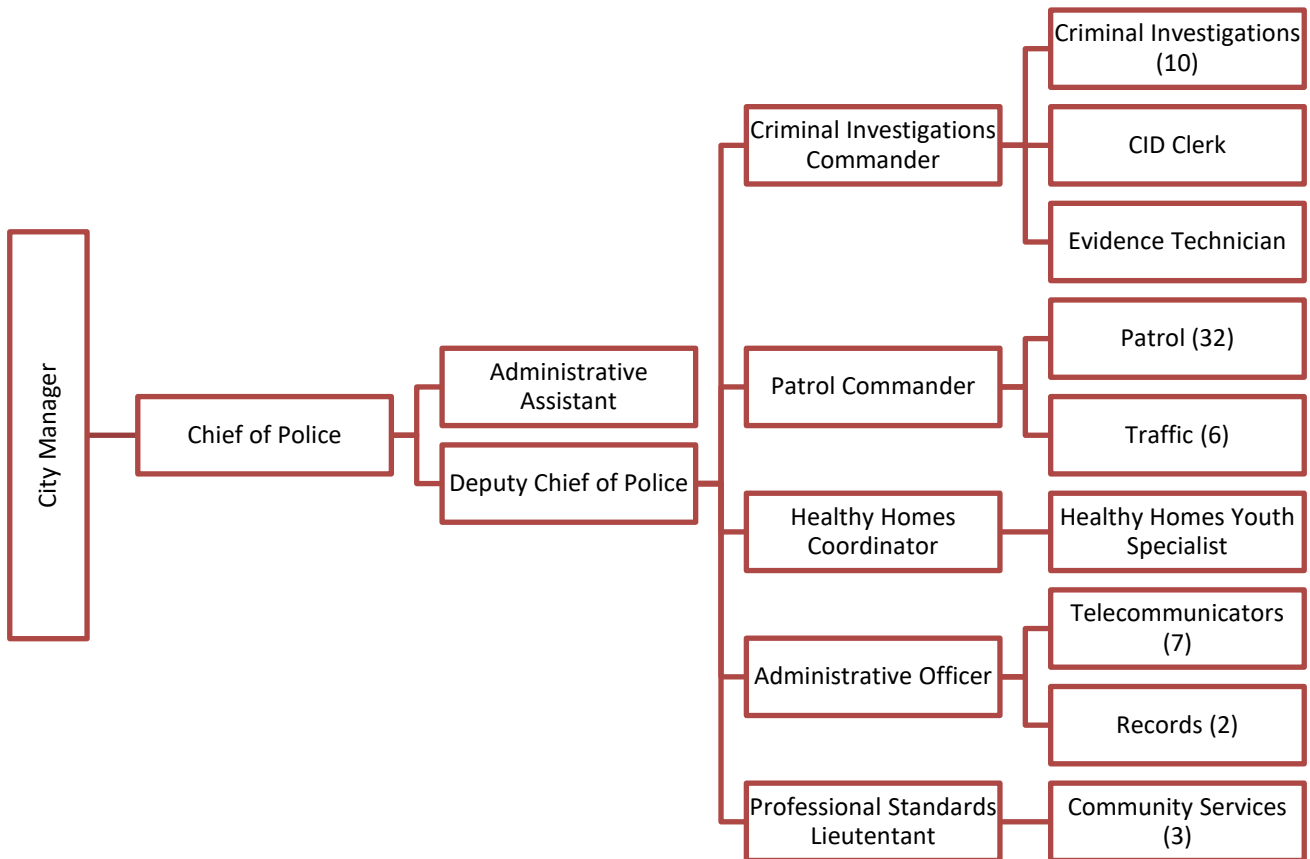 City Manager
Chief of Police
Administrative
Assistant
Deputy Chief of Police
Criminal Investigations
Commander
Criminal Investigations
(10)
CID Clerk
Evidence Technician
Patrol Commander
Patrol (32)
Traffic (6)
Healthy Homes
Coordinator
Healthy Homes Youth
Specialist
Administrative Officer
Telecommunicators
(7)
Records (2)
Professional Standards
Lieutentant
Community Services
(3)